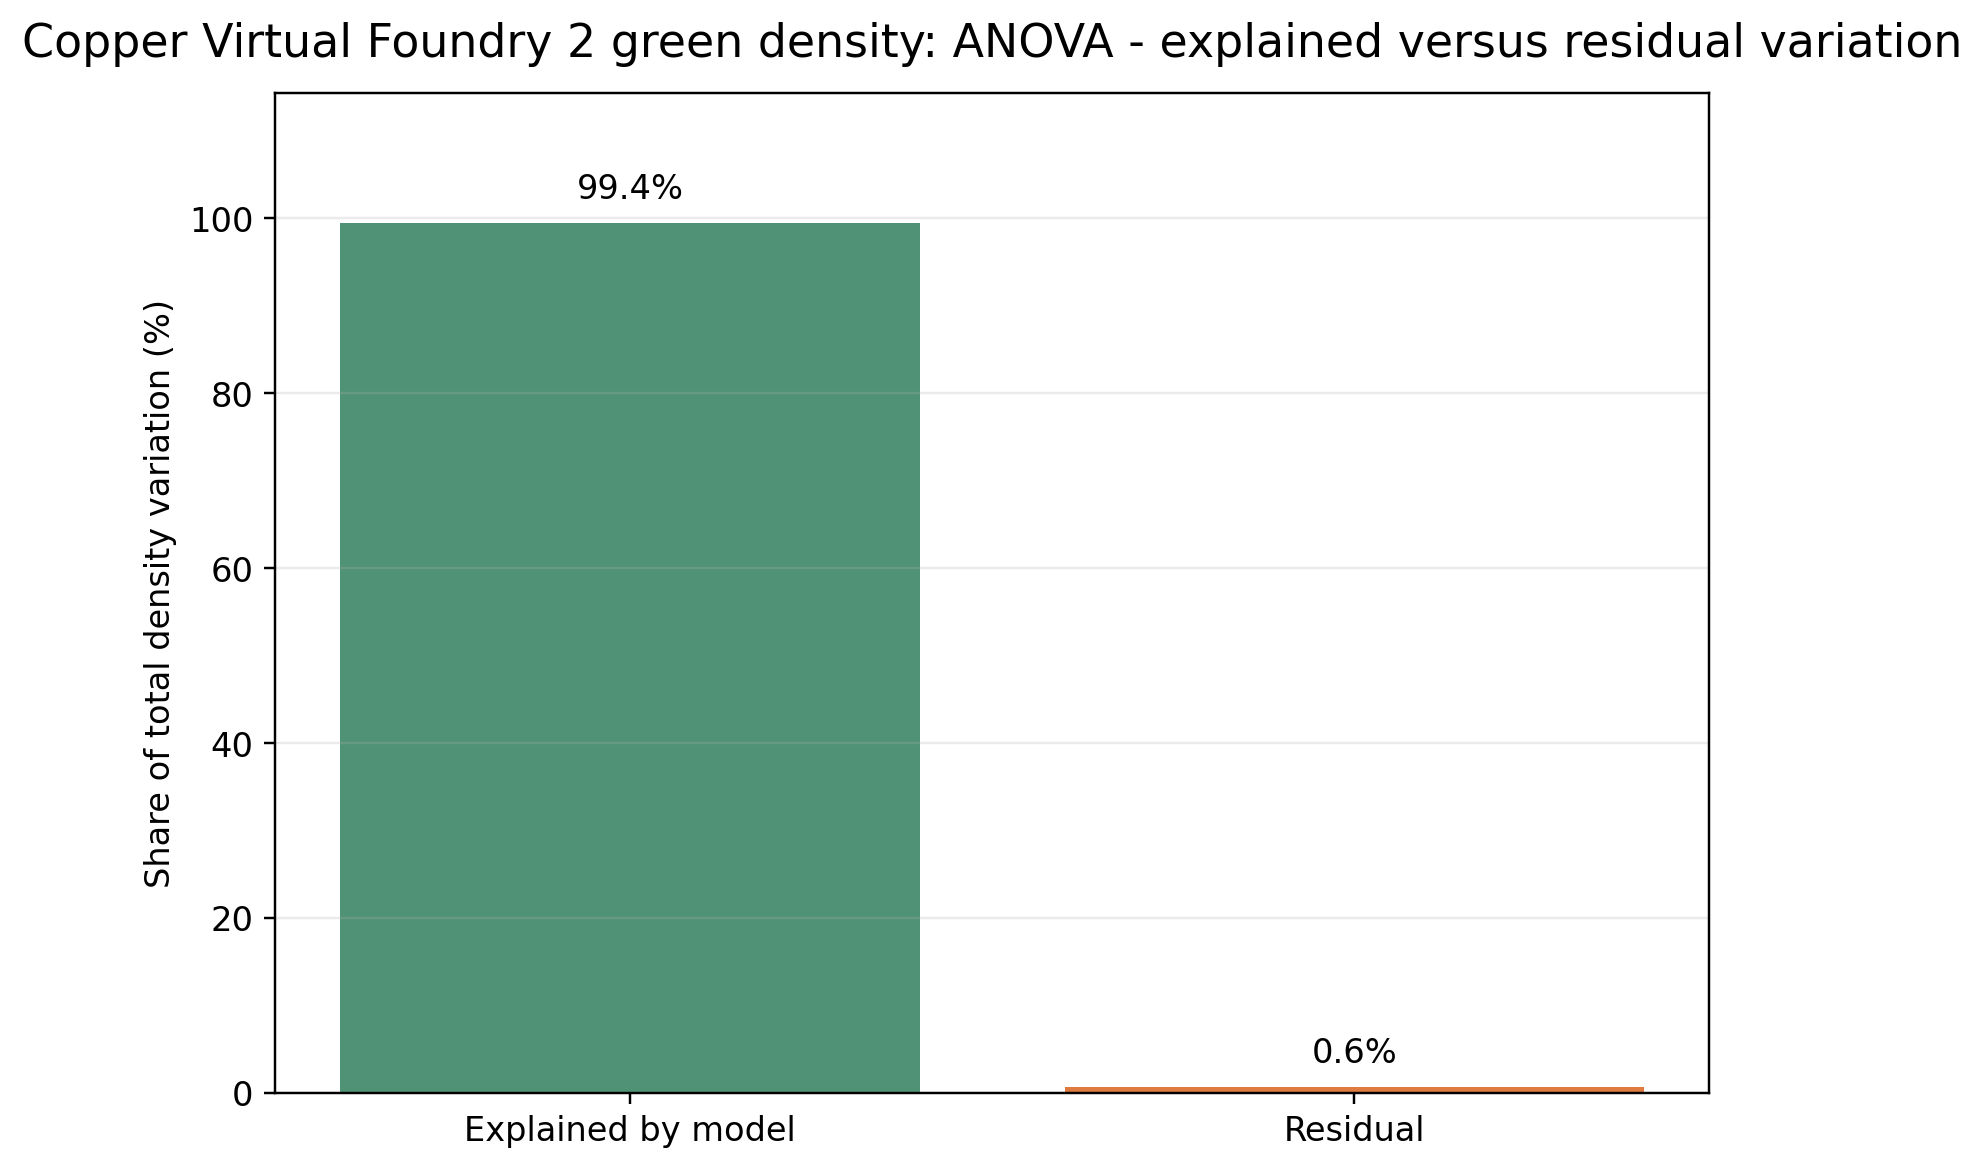 Copper Virtual Foundry 2 green density: ANOVA - explained versus residual variation
99.4%
100
80
60
40
20
0
Share of total density variation (%)
0.6%
Explained by model
Residual